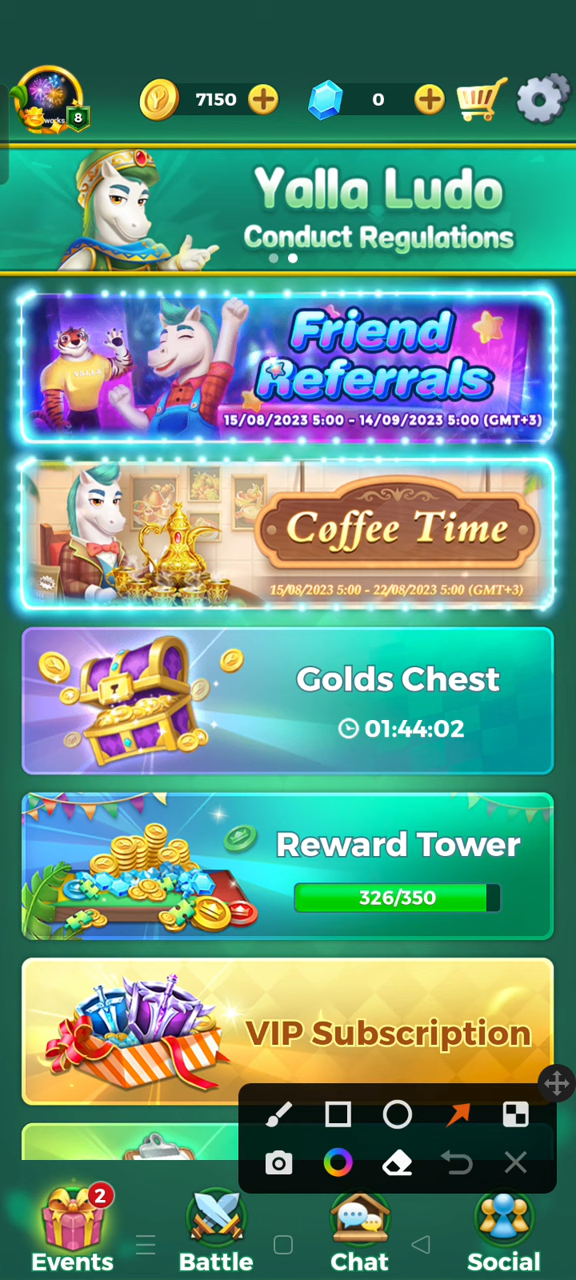 7150
0
works
8
Yalla Ludo
Conduct Regulations
Friend
Referrals
YALLA
15/08/2023 5:00 - 14/09/2023 5:00 (GMT+3)
Coffee Time
15/08/2023 5:00 - 22/08/2023 5:00 (GMT+3)
Golds Chest
01:44:02
Reward Tower
326/350
VIP Subscription
2
Events
Battle
Chat
Social